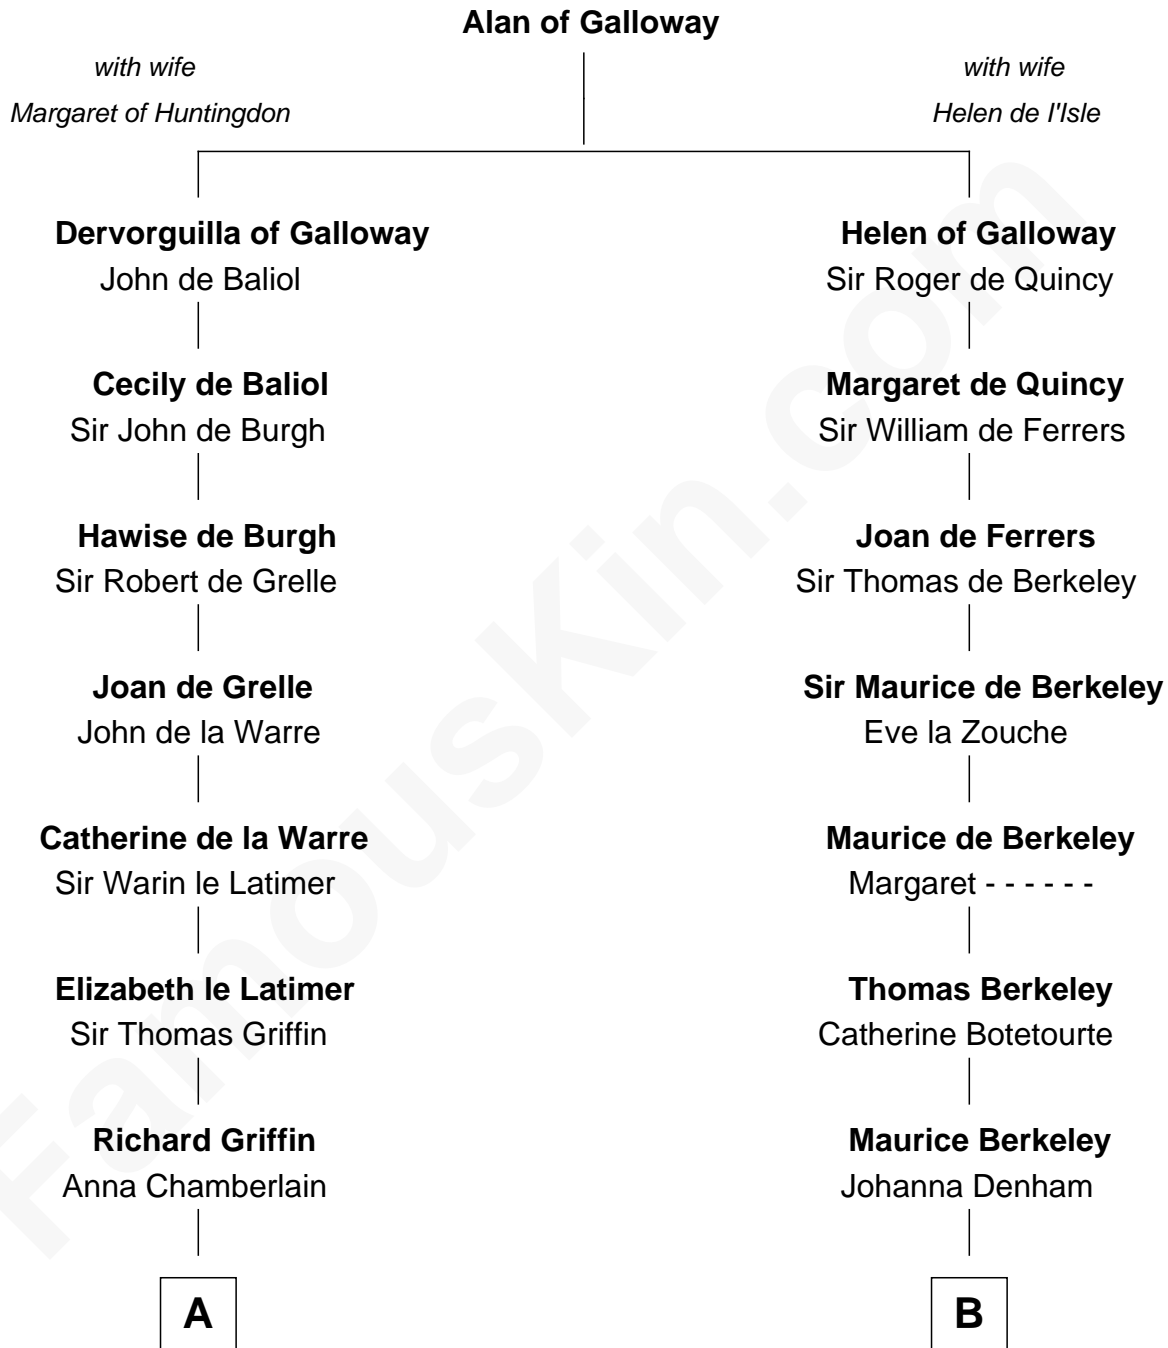 Alan of Galloway
with wife
Margaret of Huntingdon
with wife
Helen de l'Isle
Dervorguilla of Galloway
John de Baliol
Helen of Galloway
Sir Roger de Quincy
Cecily de Baliol
Sir John de Burgh
Margaret de Quincy
Sir William de Ferrers
Hawise de Burgh
Sir Robert de Grelle
Joan de Ferrers
Sir Thomas de Berkeley
Joan de Grelle
John de la Warre
Sir Maurice de Berkeley
Eve la Zouche
Catherine de la Warre
Sir Warin le Latimer
Maurice de Berkeley
Margaret - - - - - -
Elizabeth le Latimer
Sir Thomas Griffin
Thomas Berkeley
Catherine Botetourte
Richard Griffin
Anna Chamberlain
Maurice Berkeley
Johanna Denham
A
B
FamousKin.com